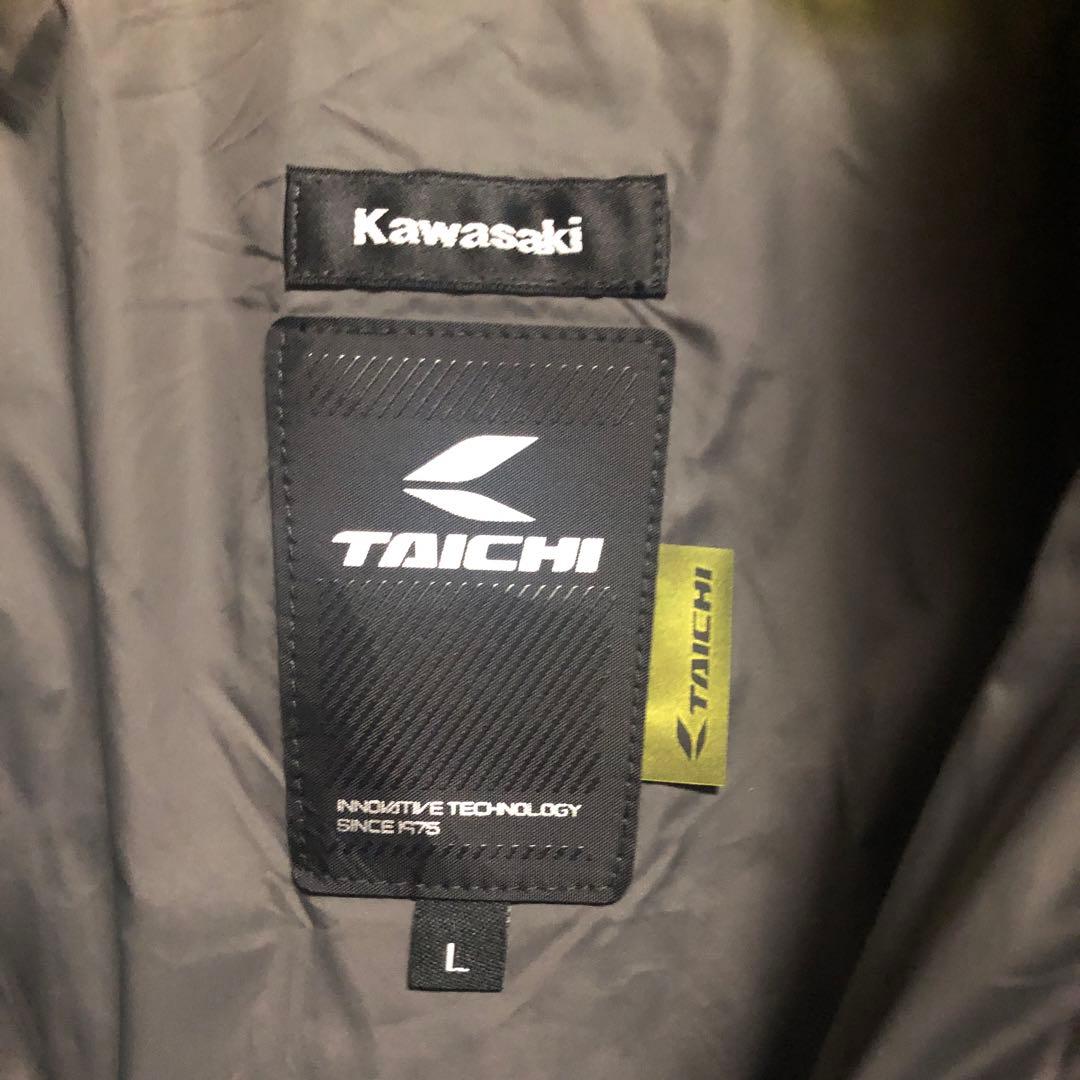 Kawasaki
TAICHI
TAICHI
INNOVATIVE TECHNOLOGY
SINCE 1975
L